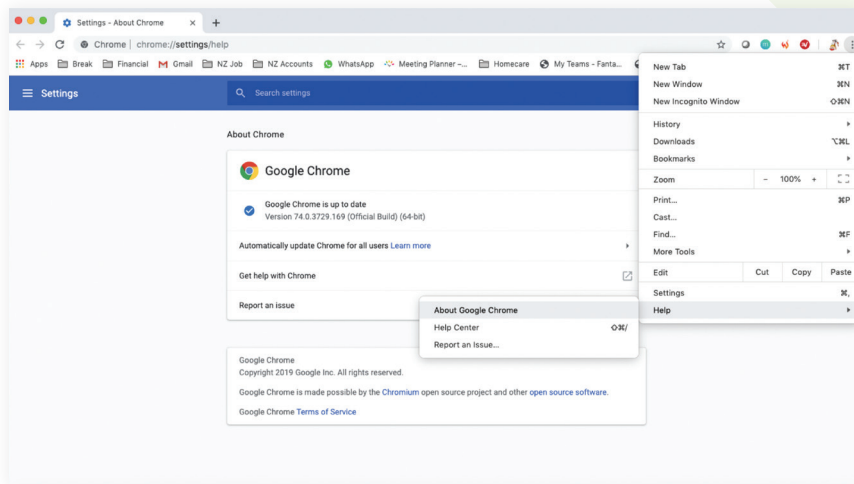 Settings - About Chrome
Chrome | chrome://settings/help
Apps Break Financial Gmail NZ Job NZ Accounts WhatsApp Meeting Planner –... Homecare My Teams - Fanta...
Settings
Search settings
About Chrome
Google Chrome
Google Chrome is up to date
Version 74.0.3729.169 (Official Build) (64-bit)
Automatically update Chrome for all users Learn more
Get help with Chrome
Report an issue
Google Chrome
Copyright 2019 Google Inc. All rights reserved.
Google Chrome is made possible by the Chromium open source project and other open source software.
Google Chrome Terms of Service
New Tab ⌘T
New Window ⌘N
New Incognito Window ⇧⌘N
History
Downloads ⌥⌘L
Bookmarks
Zoom - 100% +
Print... ⌘P
Cast...
Find... ⌘F
More Tools
Edit Cut Copy Paste
Settings ⌘,
Help
About Google Chrome
Help Center ⇧⌘/
Report an Issue...